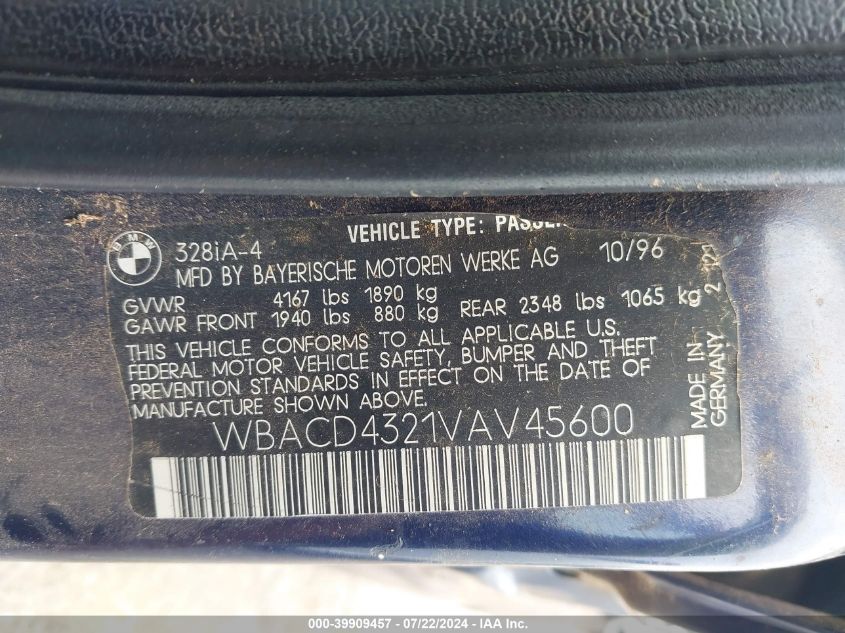 BMW
328iA-4
VEHICLE TYPE:
MFD BY BAYERISCHE MOTOREN WERKE AG 10/96
GVWR 4167 lbs 1890 kg
GAWR FRONT 1940 lbs 880 kg REAR 2348 lbs 1065 kg
THIS VEHICLE CONFORMS TO ALL APPLICABLE U.S.
FEDERAL MOTOR VEHICLE SAFETY, BUMPER AND THEFT
PREVENTION STANDARDS IN EFFECT ON THE DATE OF
MANUFACTURE SHOWN ABOVE.
MADE IN
GERMANY
WBACD4321VAV45600
000-39909457 - 07/22/2024 - IAAI.COM